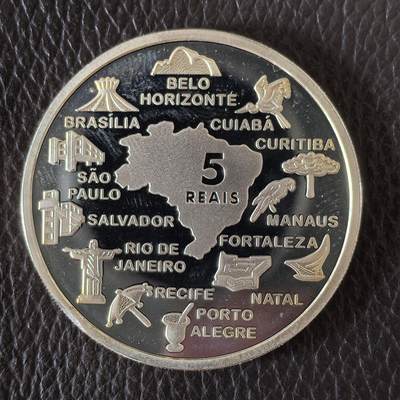 BELO
HORIZONTE
BRASÍLIA
CUIABÁ
CURITIBA
SÃO
PAULO
5
REAIS
SALVADOR
MANAUS
FORTALEZA
RIO DE
JANEIRO
RECIFE
NATAL
PORTO
ALEGRE